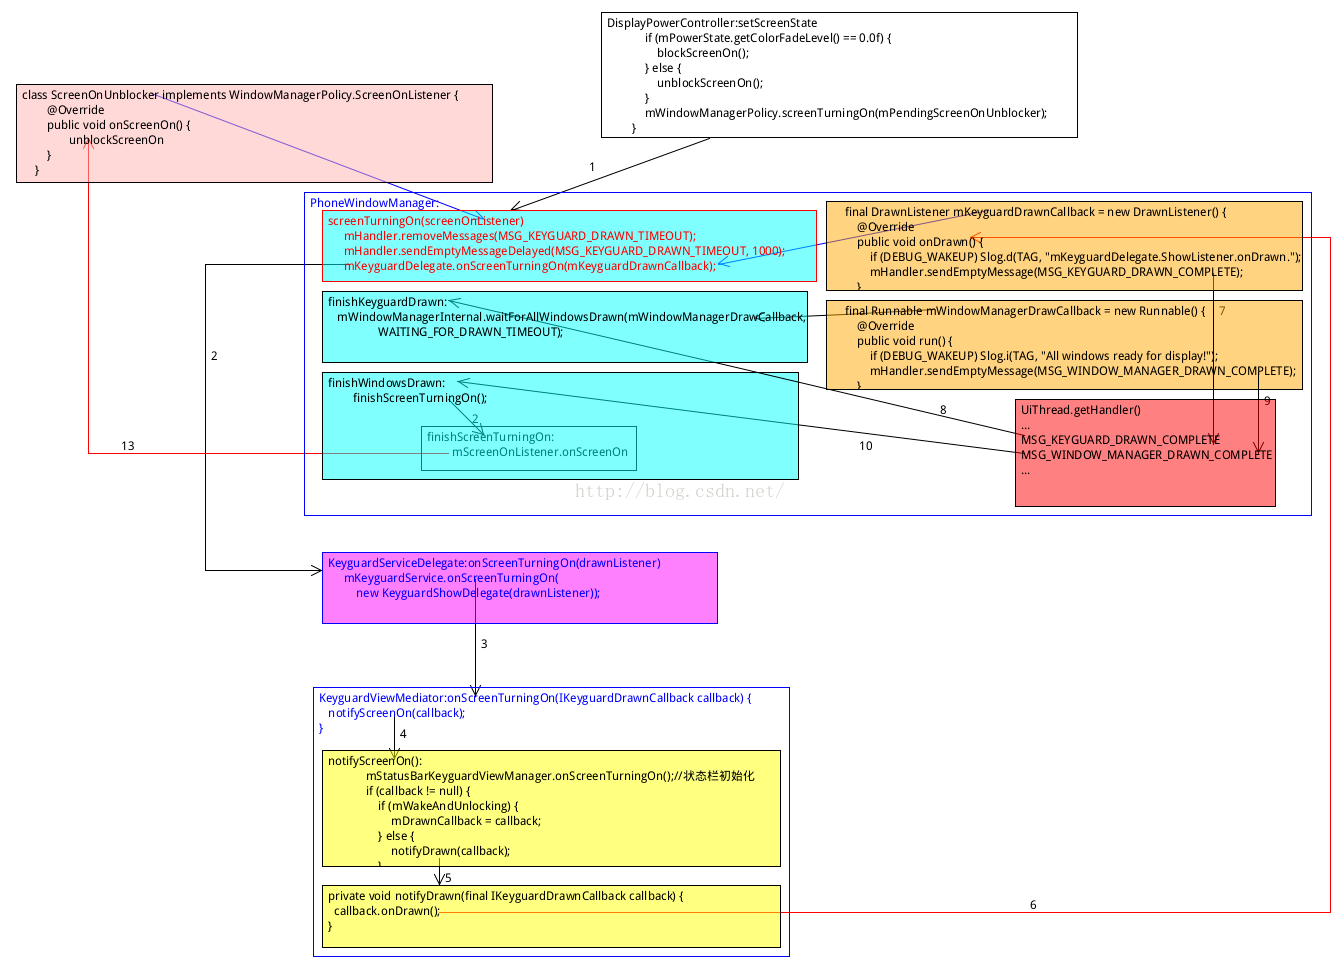 DisplayPowerController:setScreenState
if (mPowerState.getColorFadeLevel() == 0.0f) {
blockScreenOn();
} else {
unblockScreenOn();
}
mWindowManagerPolicy.screenTurningOn(mPendingScreenOnUnblocker);
}
class ScreenOnUnblocker implements WindowManagerPolicy.ScreenOnListener {
@Override
public void onScreenOn() {
unblockScreenOn
}
}
1
PhoneWindowManager:
screenTurningOn(screenOnListener)
mHandler.removeMessages(MSG_KEYGUARD_DRAWN_TIMEOUT);
mHandler.sendEmptyMessageDelayed(MSG_KEYGUARD_DRAWN_TIMEOUT, 1000);
mKeyguardDelegate.onScreenTurningOn(mKeyguardDrawnCallback);
final DrawnListener mKeyguardDrawnCallback = new DrawnListener() {
@Override
public void onDrawn() {
if (DEBUG_WAKEUP) Slog.d(TAG, "mKeyguardDelegate.ShowListener.onDrawn.");
mHandler.sendEmptyMessage(MSG_KEYGUARD_DRAWN_COMPLETE);
}
finishKeyguardDrawn:
mWindowManagerInternal.waitForAllWindowsDrawn(mWindowManagerDrawCallback,
WAITING_FOR_DRAWN_TIMEOUT);
final Runnable mWindowManagerDrawCallback = new Runnable() {
7
@Override
public void run() {
if (DEBUG_WAKEUP) Slog.i(TAG, "All windows ready for display!");
mHandler.sendEmptyMessage(MSG_WINDOW_MANAGER_DRAWN_COMPLETE);
}
2
finishWindowsDrawn:
finishScreenTurningOn();
2
finishScreenTurningOn:
mScreenOnListener.onScreenOn
8
9
10
13
UiThread.getHandler()
...
MSG_KEYGUARD_DRAWN_COMPLETE
MSG_WINDOW_MANAGER_DRAWN_COMPLETE
...
http://blog.csdn.net/
KeyguardServiceDelegate:onScreenTurningOn(drawnListener)
mKeyguardService.onScreenTurningOn(
new KeyguardShowDelegate(drawnListener));
3
KeyguardViewMediator:onScreenTurningOn(IKeyguardDrawnCallback callback) {
notifyScreenOn(callback);
}
4
notifyScreenOn():
mStatusBarKeyguardViewManager.onScreenTurningOn();//状态栏初始化
if (callback != null) {
if (mWakeAndUnlocking) {
mDrawnCallback = callback;
} else {
notifyDrawn(callback);
}
5
private void notifyDrawn(final IKeyguardDrawnCallback callback) {
callback.onDrawn();
}
6